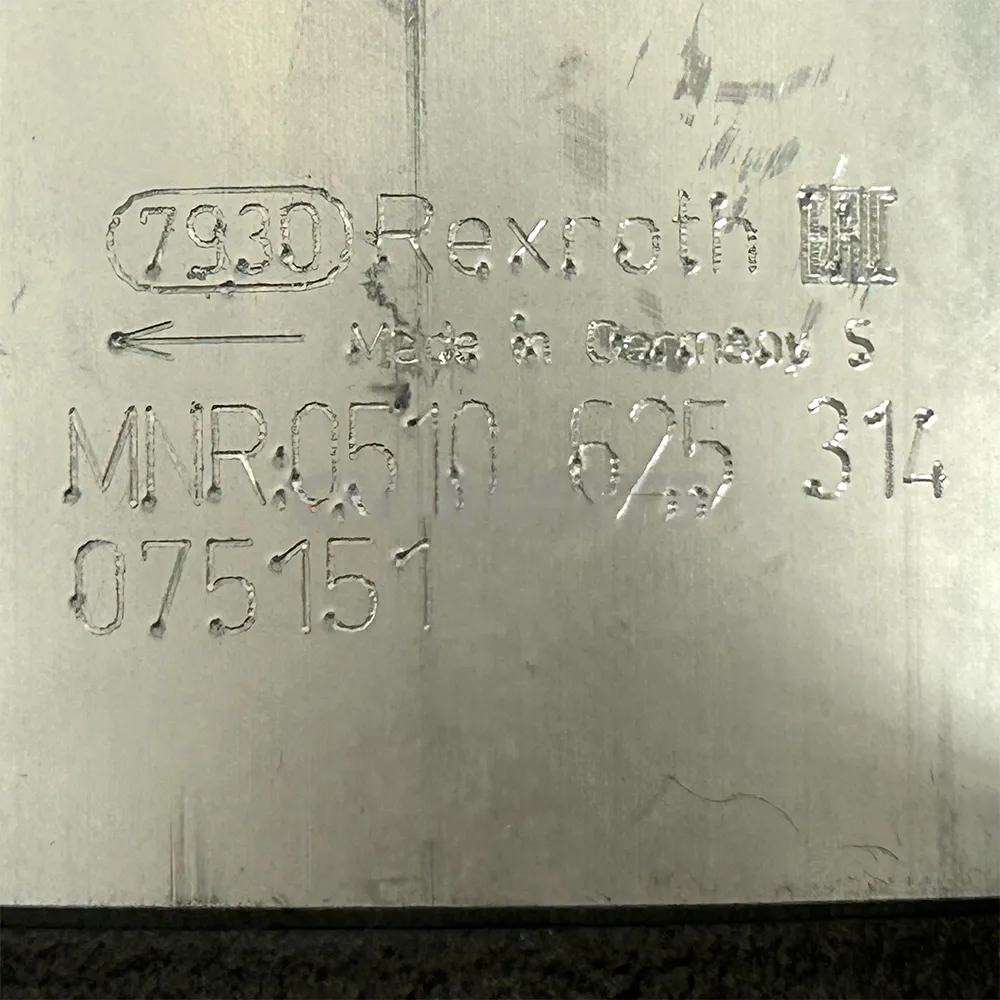 7930 Rexroth
Made in Germany S
MNR:0510 625 314
075151